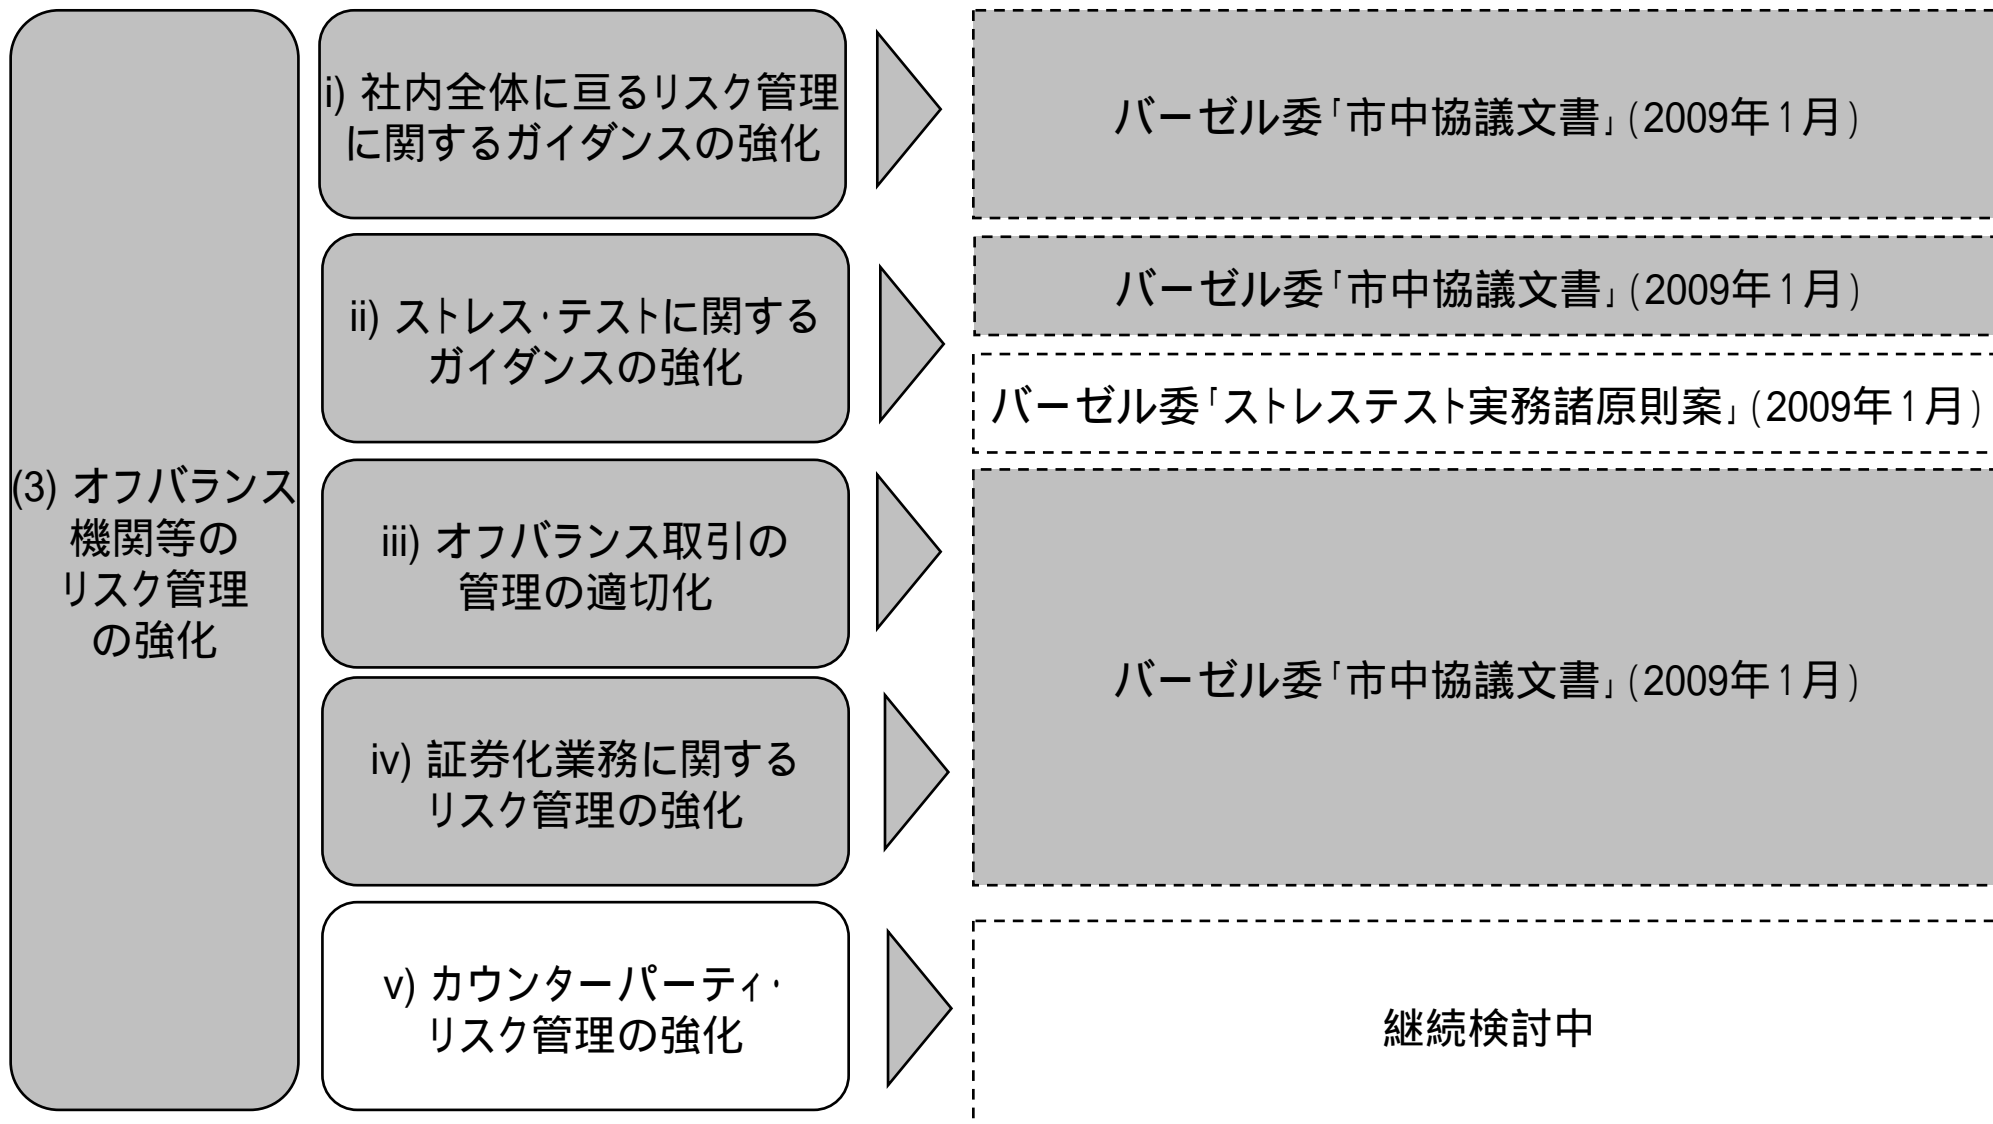 (3) オフバランス
機関等の
リスク管理
の強化
i) 社内全体に亘るリスク管理
に関するガイダンスの強化
バーゼル委「市中協議文書」(2009年1月)
ii) ストレス・テストに関する
ガイダンスの強化
バーゼル委「市中協議文書」(2009年1月)
バーゼル委「ストレステスト実務諸原則案」(2009年1月)
iii) オフバランス取引の
管理の適切化
iv) 証券化業務に関する
リスク管理の強化
バーゼル委「市中協議文書」(2009年1月)
v) カウンターパーティ・
リスク管理の強化
継続検討中